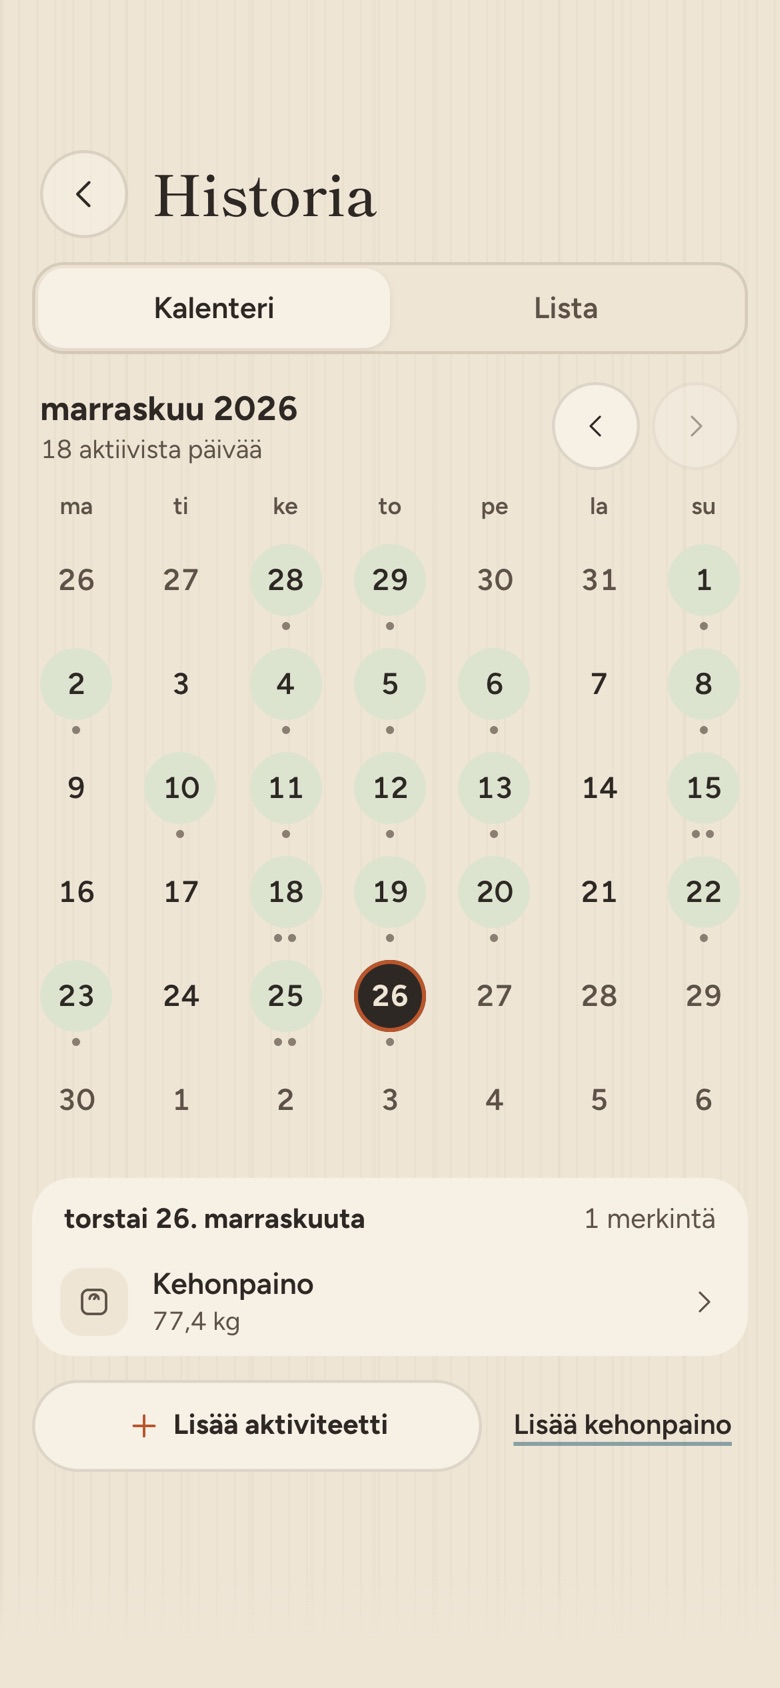 Historia
Kalenteri Lista
marraskuu 2026
18 aktiivista päivää
ma ti ke to pe la su
26 27 28 29 30 31 1
2 3 4 5 6 7 8
9 10 11 12 13 14 15
16 17 18 19 20 21 22
23 24 25 26 27 28 29
30 1 2 3 4 5 6
torstai 26. marraskuuta 1 merkintä
Kehonpaino
77,4 kg
Lisää aktiviteetti Lisää kehonpaino